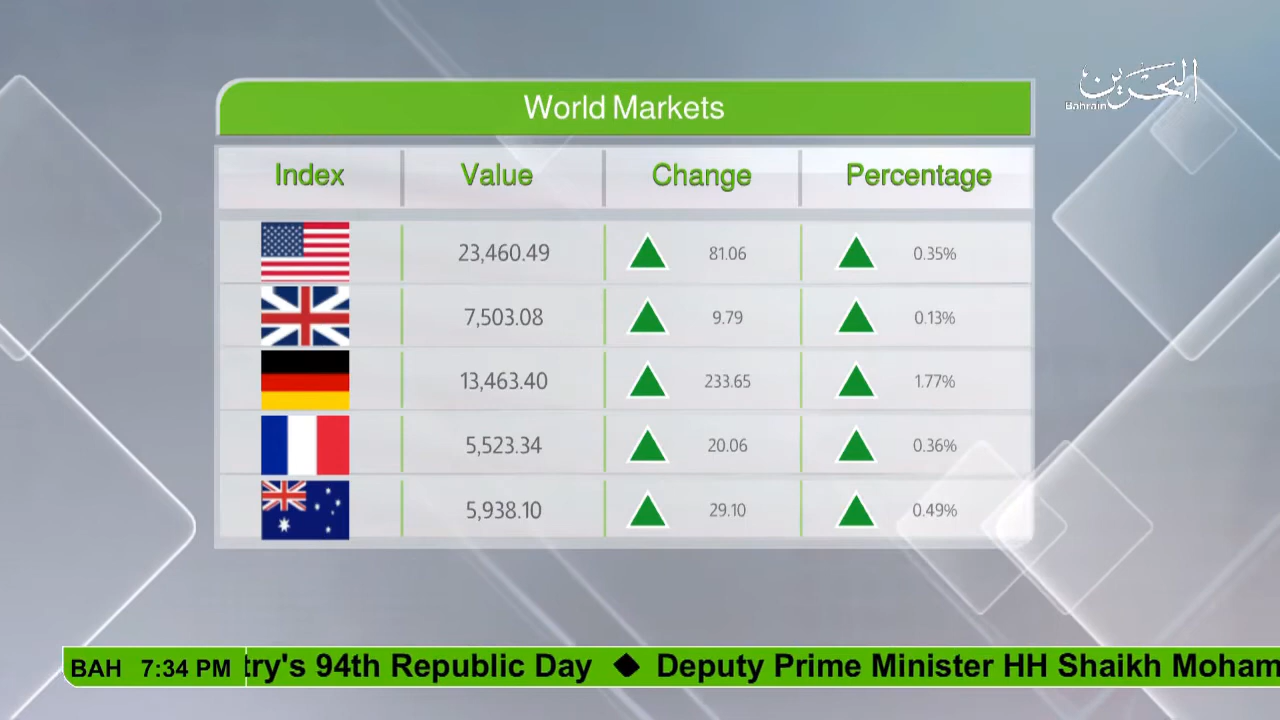 World Markets
البحرين
Bahrain
Index Value Change Percentage
23,460.49 81.06 0.35%
7,503.08 9.79 0.13%
13,463.40 233.65 1.77%
5,523.34 20.06 0.36%
5,938.10 29.10 0.49%
BAH 7:34 PM try's 94th Republic Day ◆ Deputy Prime Minister HH Shaikh Moham